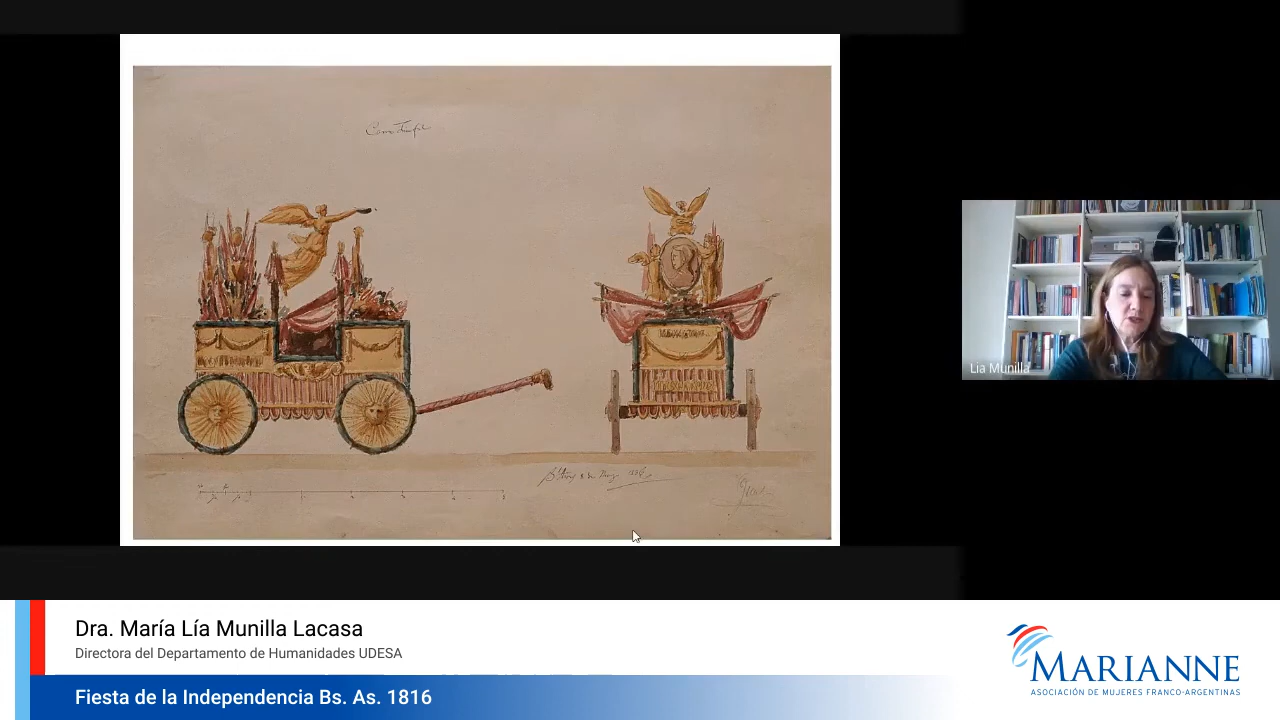 Lia Munilla
Dra. María Lía Munilla Lacasa
Directora del Departamento de Humanidades UDESA
Fiesta de la Independencia Bs. As. 1816
MARIANNE
ASOCIACIÓN DE MUJERES FRANCO-ARGENTINAS